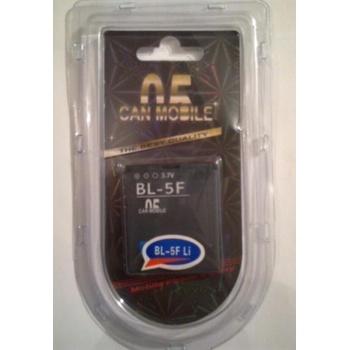 05
CAN MOBILE
THE BEST QUALITY
3.7V
BL-5F
05
CAN MOBILE
BL-5F Li